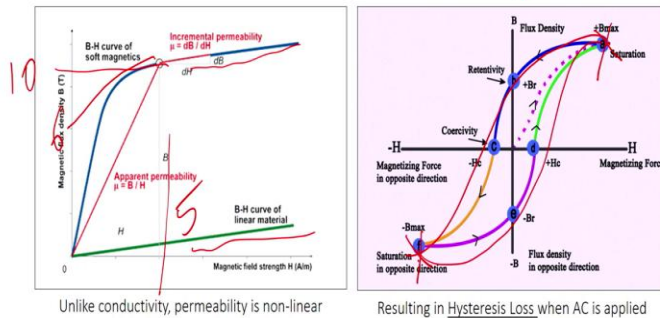 10
B-H curve of
soft magnetics
Incremental permeability
μ = dB / dH
dB
dH
Magnetic flux density B (T)
B
Apparent permeability
μ = B / H
5
B-H curve of
linear material
H
0
Magnetic field strength H (A/m)
Unlike conductivity, permeability is non-linear
B
Flux Density
+Bmax
a
Saturation
Retentivity
b
+Br
Coercivity
-H
C
d
H
Magnetizing Force
in opposite direction
-Hc
+Hc
Magnetizing Force
e
-Br
-Bmax
f
Saturation
in opposite direction
Flux density
in opposite direction
-B
Resulting in Hysteresis Loss when AC is applied